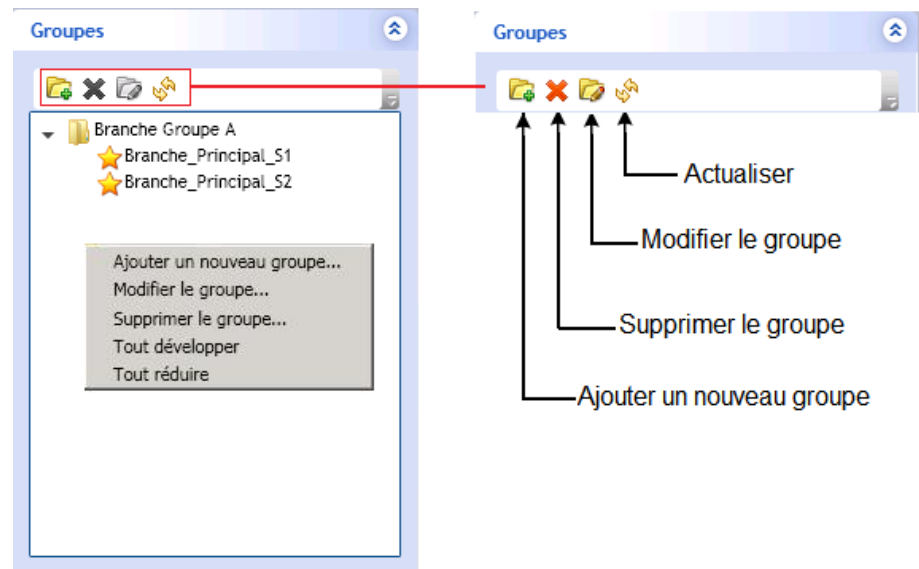 Groupes
Branche Groupe A
Branche_Principal_S1
Branche_Principal_S2
Ajouter un nouveau groupe...
Modifier le groupe...
Supprimer le groupe...
Tout développer
Tout réduire
Groupes
Actualiser
Modifier le groupe
Supprimer le groupe
Ajouter un nouveau groupe